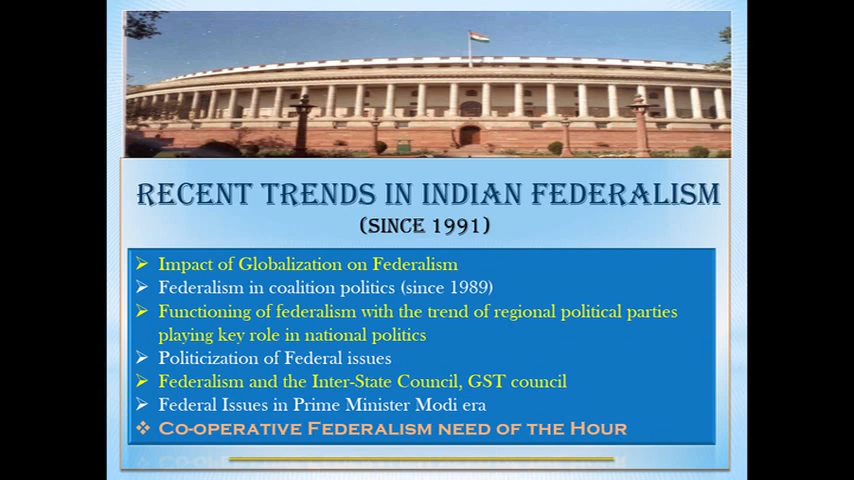 RECENT TRENDS IN INDIAN FEDERALISM
(SINCE 1991)
Impact of Globalization on Federalism
Federalism in coalition politics (since 1989)
Functioning of federalism with the trend of regional political parties
playing key role in national politics
Politicization of Federal issues
Federalism and the Inter-State Council, GST council
Federal Issues in Prime Minister Modi era
Co-operative Federalism need of the Hour